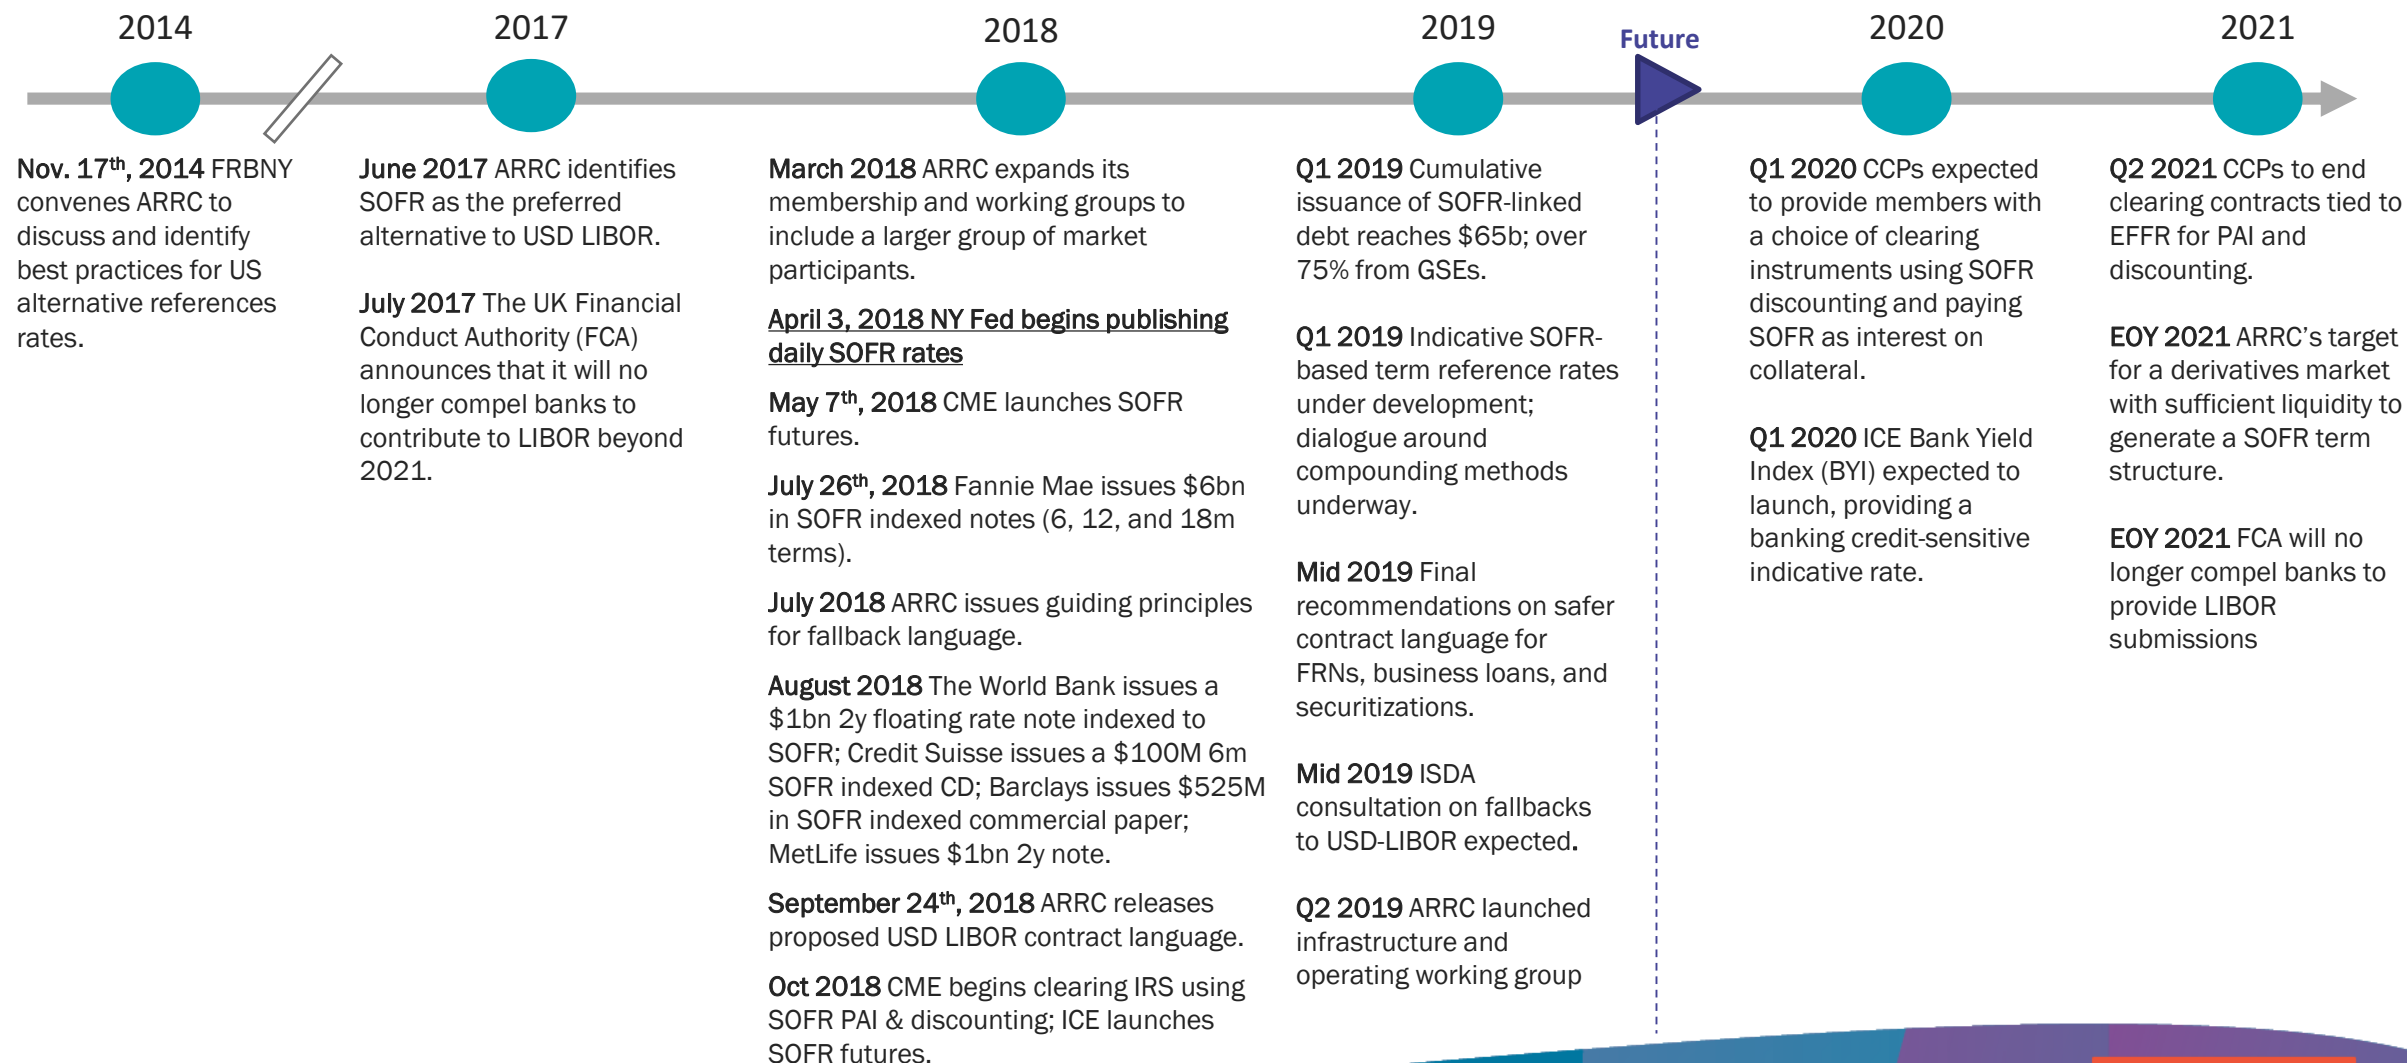 2014
Nov. 17th, 2014 FRBNY
convenes ARRC to
discuss and identify
best practices for US
alternative references
rates.
2017
June 2017 ARRC identifies
SOFR as the preferred
alternative to USD LIBOR.
July 2017 The UK Financial
Conduct Authority (FCA)
announces that it will no
longer compel banks to
contribute to LIBOR beyond
2021.
2018
March 2018 ARRC expands its
membership and working groups to
include a larger group of market
participants.
April 3, 2018 NY Fed begins publishing
daily SOFR rates
May 7th, 2018 CME launches SOFR
futures.
July 26th, 2018 Fannie Mae issues $6bn
in SOFR indexed notes (6, 12, and 18m
terms).
July 2018 ARRC issues guiding principles
for fallback language.
August 2018 The World Bank issues a
$1bn 2y floating rate note indexed to
SOFR; Credit Suisse issues a $100M 6m
SOFR indexed CD; Barclays issues $525M
in SOFR indexed commercial paper;
MetLife issues $1bn 2y note.
September 24th, 2018 ARRC releases
proposed USD LIBOR contract language.
Oct 2018 CME begins clearing IRS using
SOFR PAI & discounting; ICE launches
SOFR futures.
2019
Q1 2019 Cumulative
issuance of SOFR-linked
debt reaches $65b; over
75% from GSEs.
Q1 2019 Indicative SOFR-
based term reference rates
under development;
dialogue around
compounding methods
underway.
Mid 2019 Final
recommendations on safer
contract language for
FRNs, business loans, and
securitizations.
Mid 2019 ISDA
consultation on fallbacks
to USD-LIBOR expected.
Q2 2019 ARRC launched
infrastructure and
operating working group
Future
2020
Q1 2020 CCPs expected
to provide members with
a choice of clearing
instruments using SOFR
discounting and paying
SOFR as interest on
collateral.
Q1 2020 ICE Bank Yield
Index (BYI) expected to
launch, providing a
banking credit-sensitive
indicative rate.
2021
Q2 2021 CCPs to end
clearing contracts tied to
EFFR for PAI and
discounting.
EOY 2021 ARRC’s target
for a derivatives market
with sufficient liquidity to
generate a SOFR term
structure.
EOY 2021 FCA will no
longer compel banks to
provide LIBOR
submissions